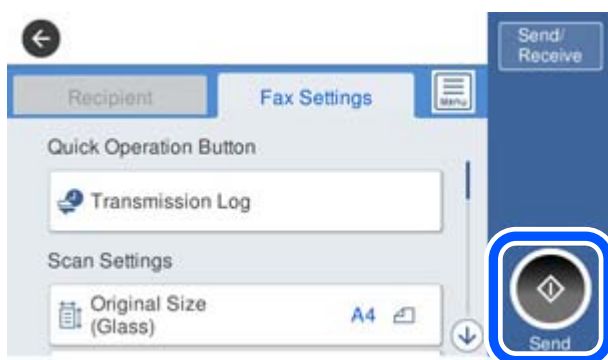 Send/
Receive
Recipient
Fax Settings
Menu
Quick Operation Button
Transmission Log
Scan Settings
Original Size
(Glass)
A4
Send